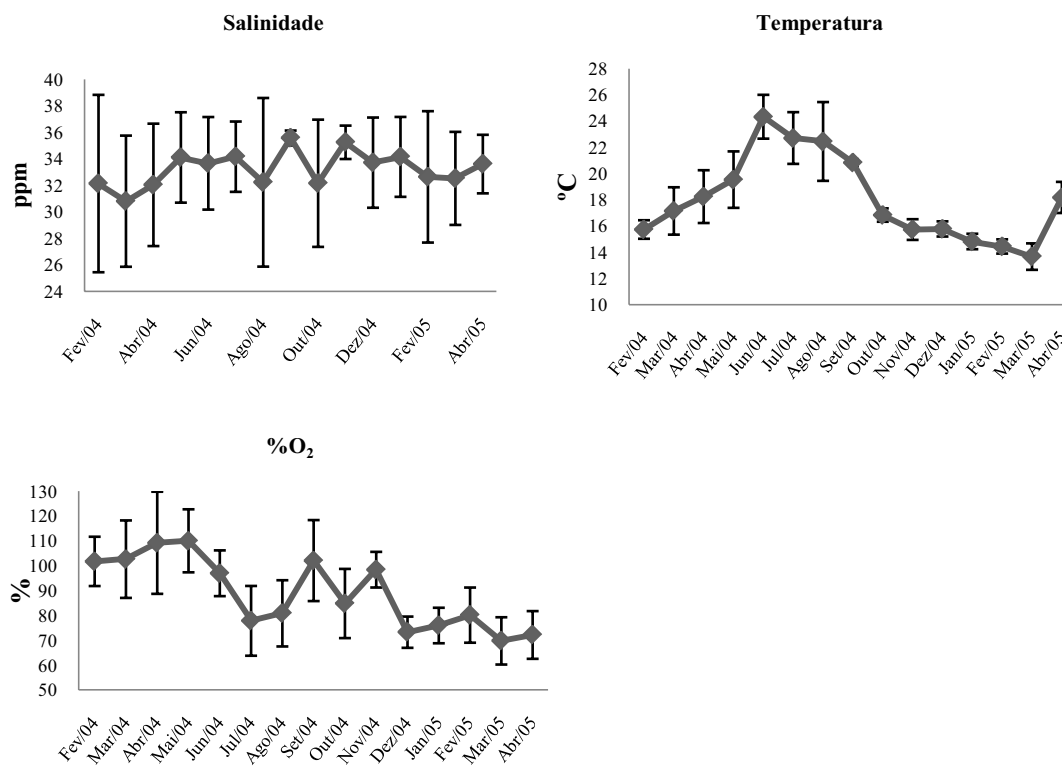 Salinidade
ppm
40
38
36
34
32
30
28
26
24
Fev/04
Abr/04
Jun/04
Ago/04
Out/04
Dez/04
Fev/05
Abr/05
Temperatura
ºC
28
26
24
22
20
18
16
14
12
10
Fev/04
Mar/04
Abr/04
Mai/04
Jun/04
Jul/04
Ago/04
Set/04
Out/04
Nov/04
Dez/04
Jan/05
Fev/05
Mar/05
Abr/05
%O₂
%
130
120
110
100
90
80
70
60
50
Fev/04
Mar/04
Abr/04
Mai/04
Jun/04
Jul/04
Ago/04
Set/04
Out/04
Nov/04
Dez/04
Jan/05
Fev/05
Mar/05
Abr/05